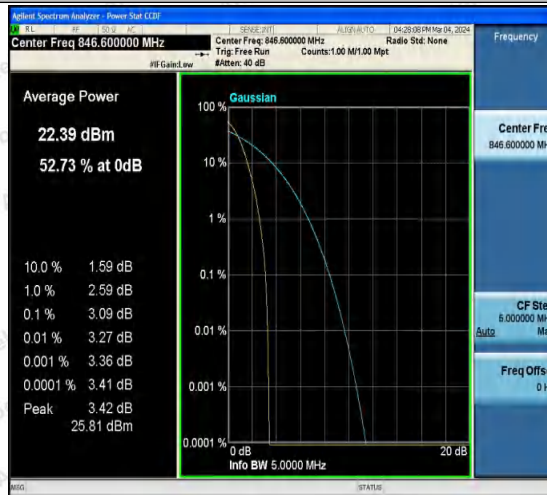 Agilent Spectrum Analyzer - Power Stat CCDF
RL RF 50 Ω AC SENSE:INT ALIGN AUTO 04:28:08 PM Mar 04, 2024
Center Freq 846.600000 MHz
Center Freq: 846.600000 MHz Radio Std: None
Trig: Free Run Counts:1.00 M/1.00 Mpt
#IFGain:Low #Atten: 40 dB
Frequency
Average Power
22.39 dBm
52.73 % at 0dB
10.0 % 1.59 dB
1.0 % 2.59 dB
0.1 % 3.09 dB
0.01 % 3.27 dB
0.001 % 3.36 dB
0.0001 % 3.41 dB
Peak 3.42 dB
25.81 dBm
Gaussian
100 %
10 %
1 %
0.1 %
0.01 %
0.001 %
0.0001 %
0 dB 20 dB
Info BW 5.0000 MHz
Center Fre
846.600000 MH
CF Ste
5.000000 MH
Auto Ma
Freq Offs
0 H
MSG STATUS